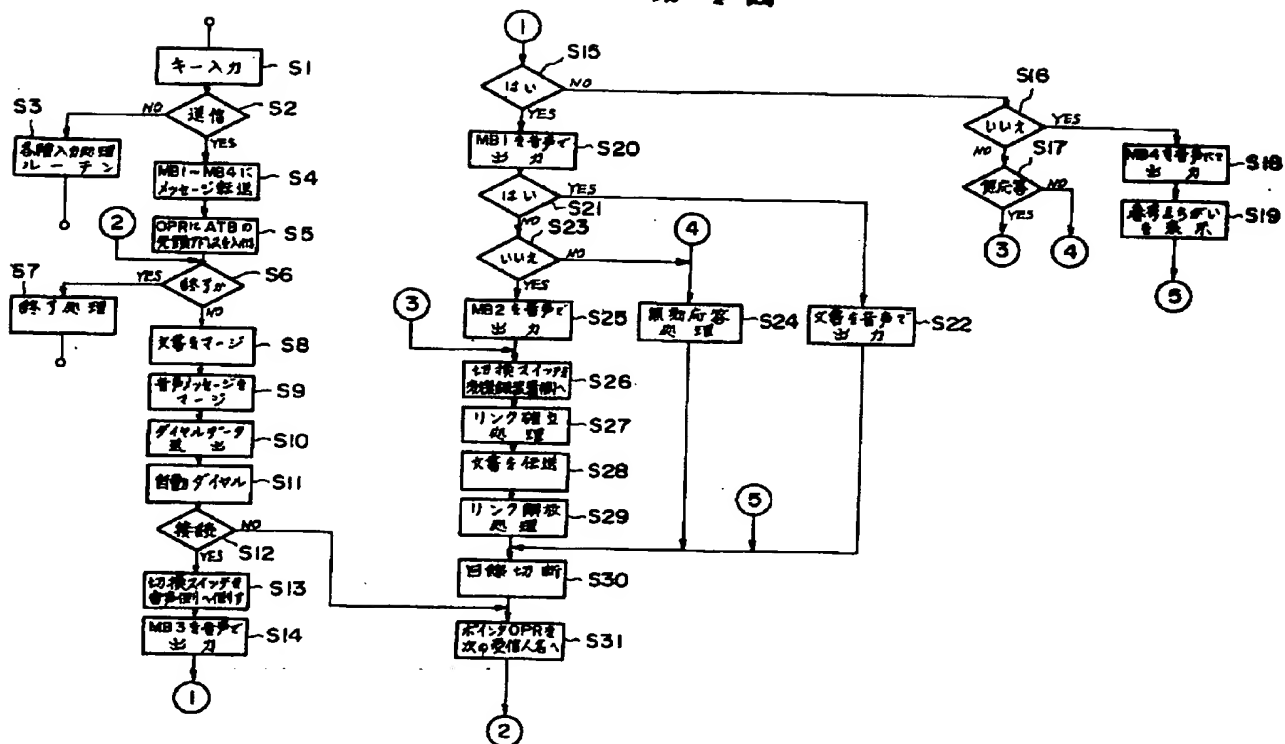 キー入力
S1
送信
S2
NO
YES
S3
各種入力処理
ルーチン
MB1~MB4に
メッセージ転送
S4
OPRにATBの
先頭アドレスを入れる
S5
②
終了か
S6
YES
NO
S7
終了処理
文書をマージ
S8
音声メッセージを
マージ
S9
ダイヤルデータ
送出
S10
自動ダイヤル
S11
接続
S12
NO
YES
切換スイッチを
音声側へ倒す
S13
MB3を音声で
出力
S14
①
①
はい
S15
NO
YES
MB1を音声で
出力
S20
はい
S21
YES
NO
いいえ
S23
NO
YES
MB2を音声で
出力
S25
③
切換スイッチを
S26
リンク確立
処理
S27
文書を伝送
S28
リンク解放
処理
S29
回線切断
S30
ポインタOPRを
次の受信人名へ
S31
②
④
無効応答
処理
S24
文書を音声で
出力
S22
⑤
いいえ
S16
YES
NO
無応答
S17
NO
YES
③
④
MB4を音声にて
出力
S18
番号まちがい
を表示
S19
⑤